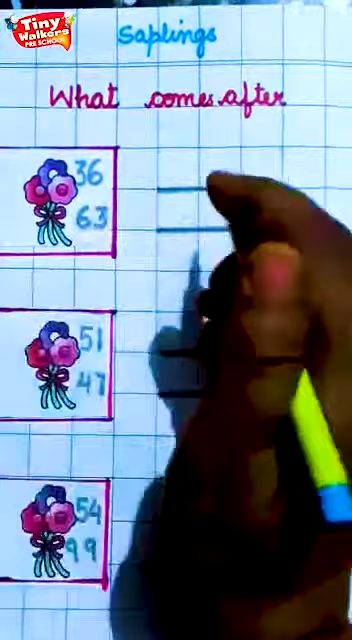 Tiny
Walkers
PRE SCHOOL
Saplings
What comes after
36
63
51
47
54
99